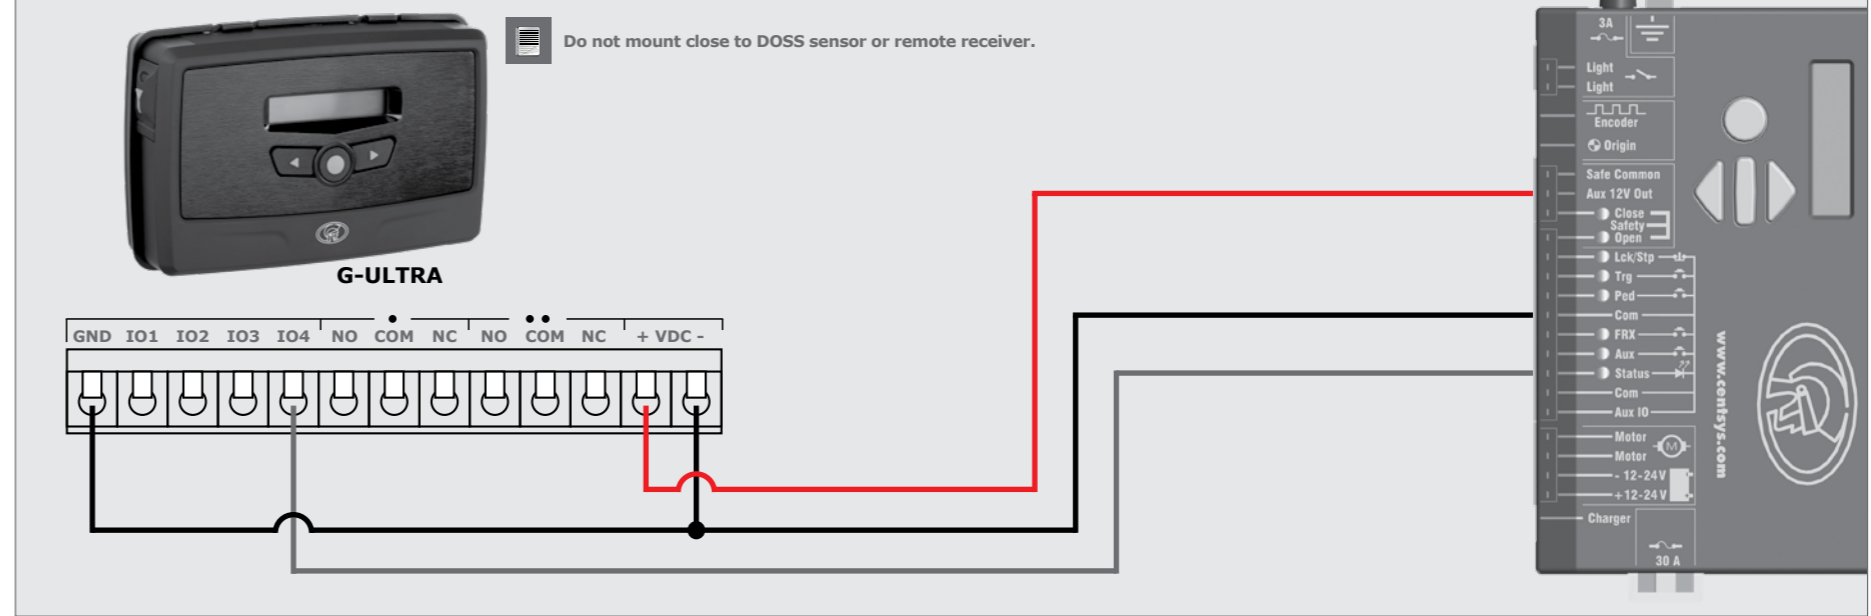 Do not mount close to DOSS sensor or remote receiver.
G-ULTRA
GND IO1 IO2 IO3 IO4 NO COM NC NO COM NC + VDC -
3A
Light
Light
Encoder
Origin
Safe Common
Aux 12V Out
Close
Safety
Open
Lck/Stp
Trg
Ped
Com
FRX
Aux
Status
Com
Aux IO
Motor
M
Motor
- 12-24V
+12-24V
Charger
30 A
www.centsys.com